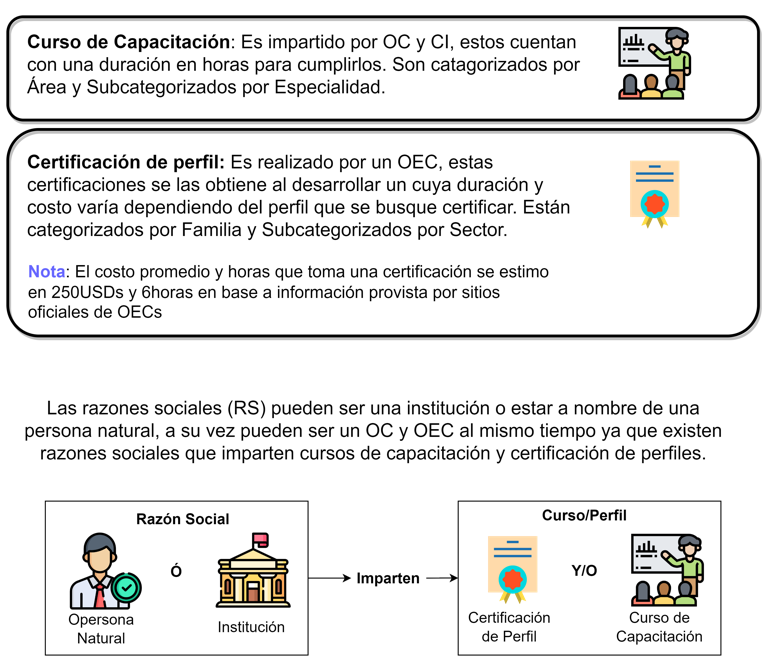 Curso de Capacitación: Es impartido por OC y CI, estos cuentan
con una duración en horas para cumplirlos. Son catagorizados por
Área y Subcategorizados por Especialidad.
Certificación de perfil: Es realizado por un OEC, estas
certificaciones se las obtiene al desarrollar un cuya duración y
costo varía dependiendo del perfil que se busque certificar. Están
categorizados por Familia y Subcategorizados por Sector.
Nota: El costo promedio y horas que toma una certificación se estimo
en 250USDs y 6horas en base a información provista por sitios
oficiales de OECs
Las razones sociales (RS) pueden ser una institución o estar a nombre de una
persona natural, a su vez pueden ser un OC y OEC al mismo tiempo ya que existen
razones sociales que imparten cursos de capacitación y certificación de perfiles.
Razón Social
Ó
Opersona
Natural
Institución
Imparten
Curso/Perfil
Y/O
Certificación
de Perfil
Curso de
Capacitación